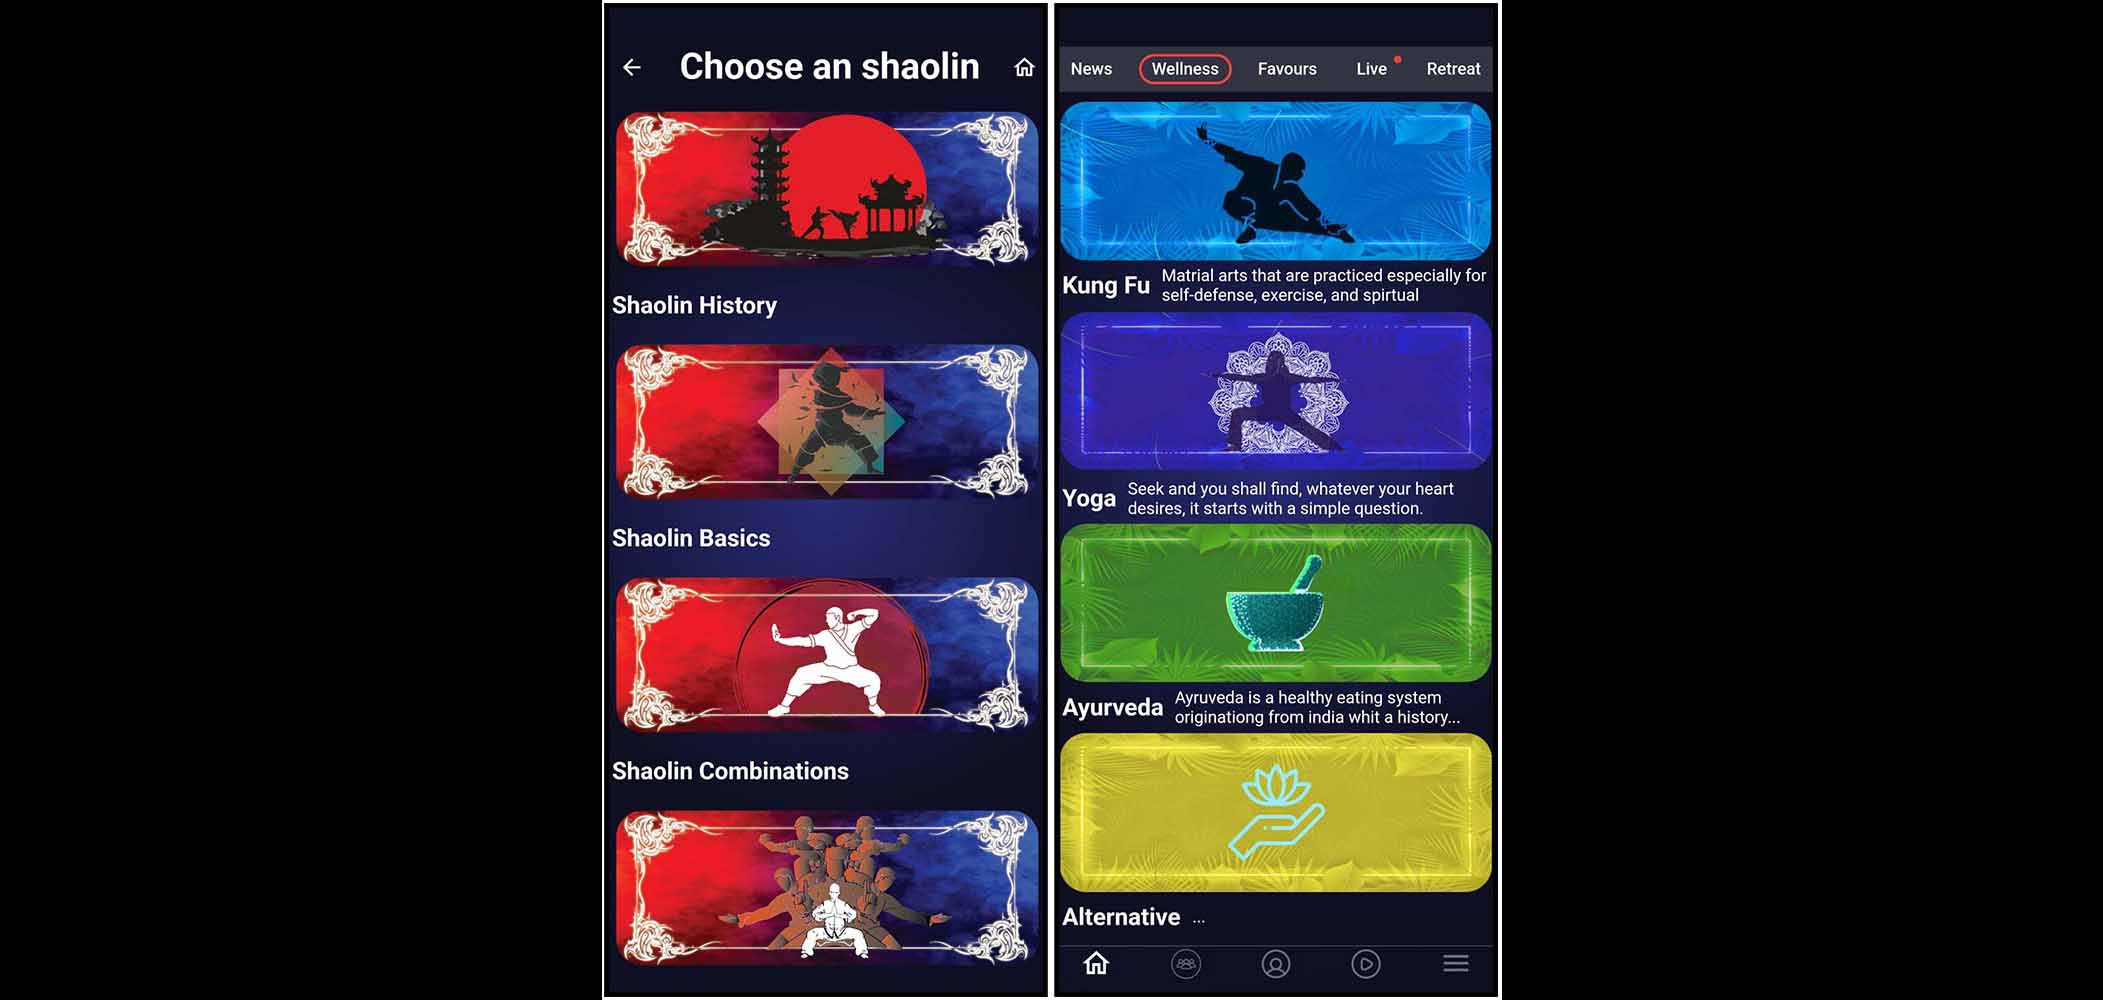 Choose an shaolin
Shaolin History
Shaolin Basics
Shaolin Combinations
News
Wellness
Favours
Live
Retreat
Kung Fu
Matrial arts that are practiced especially for
self-defense, exercise, and spirtual
Yoga
Seek and you shall find, whatever your heart
desires, it starts with a simple question.
Ayurveda
Ayruveda is a healthy eating system
originationg from india whit a history...
Alternative
...